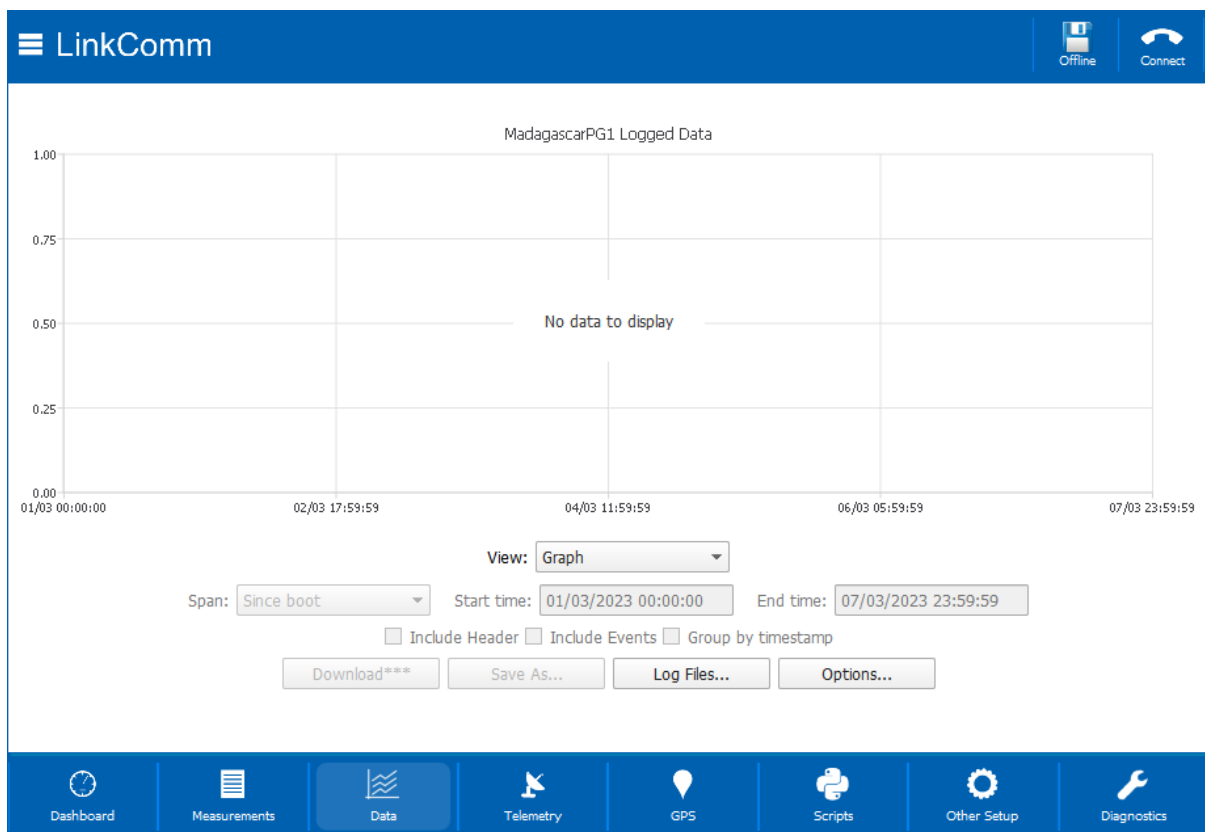 LinkComm
Offline
Connect
MadagascarPG1 Logged Data
1.00
0.75
No data to display
0.50
0.25
0.00
01/03 00:00:00 02/03 17:59:59 04/03 11:59:59 06/03 05:59:59 07/03 23:59:59
View: Graph
Span: Since boot Start time: 01/03/2023 00:00:00 End time: 07/03/2023 23:59:59
Include Header Include Events Group by timestamp
Download*** Save As... Log Files... Options...
Dashboard Measurements Data Telemetry GPS Scripts Other Setup Diagnostics